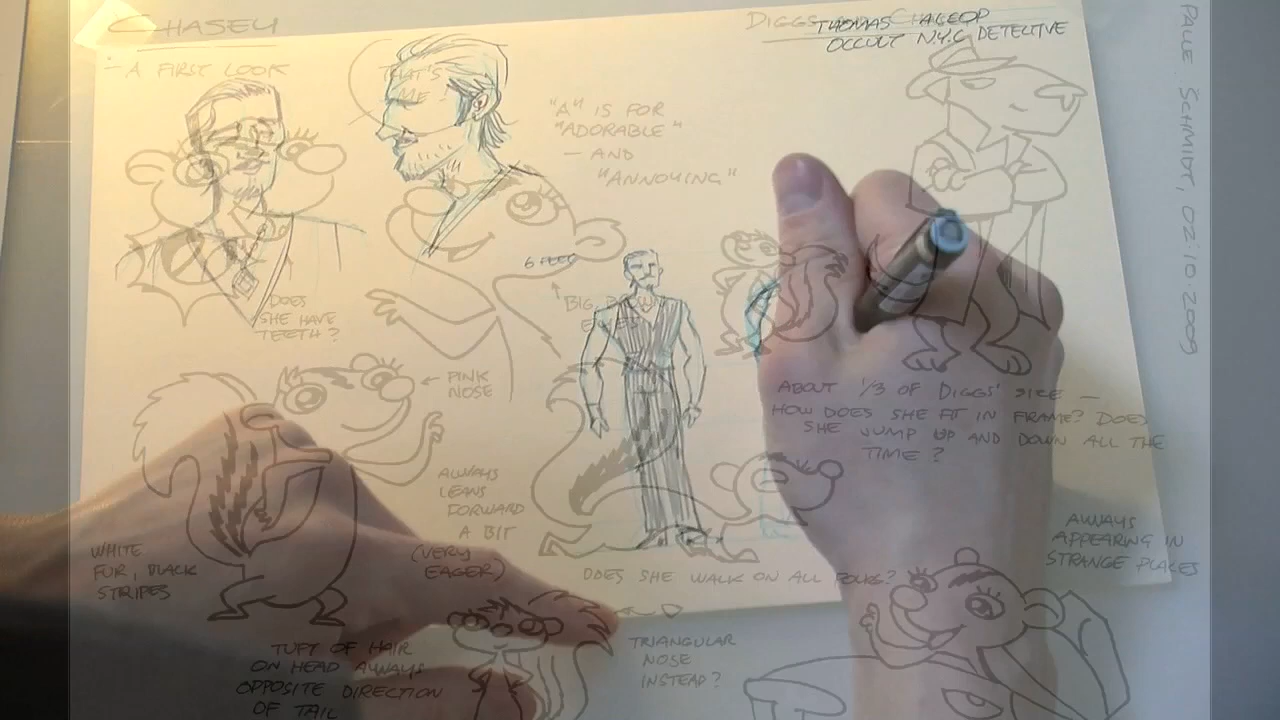 CHASEY
- A FIRST LOOK
THAT'S
ME
"A" IS FOR
"ADORABLE"
- AND
"ANNOYING"
DIGGS
THOMAS ALSOP
OCCULT N.Y.C DETECTIVE
PALLE SCHMIDT, 02.10.2009
DOES
SHE HAVE
TEETH?
6 FEET
BIG, BROWN
EYES
PINK
NOSE
ABOUT 1/3 OF DIGGS' SIZE -
HOW DOES SHE FIT IN FRAME? DOES
SHE JUMP UP AND DOWN ALL THE
TIME?
ALWAYS
LEANS
FORWARD
A BIT
(VERY
EAGER)
WHITE
FUR, BLACK
STRIPES
DOES SHE WALK ON ALL FOURS?
ALWAYS
APPEARING IN
STRANGE PLACES
TUFT OF HAIR
ON HEAD ALWAYS
OPPOSITE DIRECTION
OF TAIL
TRIANGULAR
NOSE
INSTEAD?